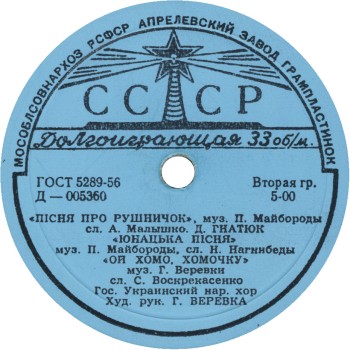 МОСОБЛСОВНАРХОЗ РСФСР АПРЕЛЕВСКИЙ ЗАВОД ГРАМПЛАСТИНОК
СССР
Долгоиграющая 33 об/м.
ГОСТ 5289-56 Вторая гр.
Д — 005360 5-00
«ПІСНЯ ПРО РУШНИЧОК», муз. П. Майбороды
сл. А. Малышко. Д. ГНАТЮК
«ЮНАЦЬКА ПІСНЯ»
муз. П. Майбороды, сл. Н. Нагнибеды
«ОЙ ХОМО, ХОМОЧКУ»
муз. Г. Веревки
сл. С. Воскрекасенко
Гос. Украинский нар. хор
Худ. рук. Г. ВЕРЕВКА